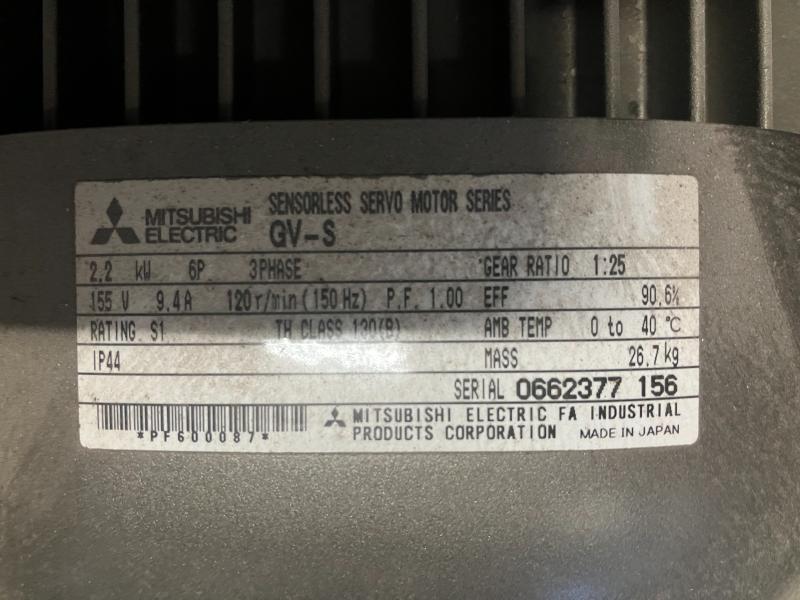 MITSUBISHI ELECTRIC
SENSORLESS SERVO MOTOR SERIES
GV-S
2.2 kW 6P 3PHASE GEAR RATIO 1:25
155 V 9.4A 120r/min(150Hz) P.F. 1.00 EFF 90.6%
RATING S1 TH CLASS 130(B) AMB TEMP 0 to 40℃
IP44 MASS 26.7kg
SERIAL 0662377 156
*PF600087*
MITSUBISHI ELECTRIC FA INDUSTRIAL
PRODUCTS CORPORATION MADE IN JAPAN